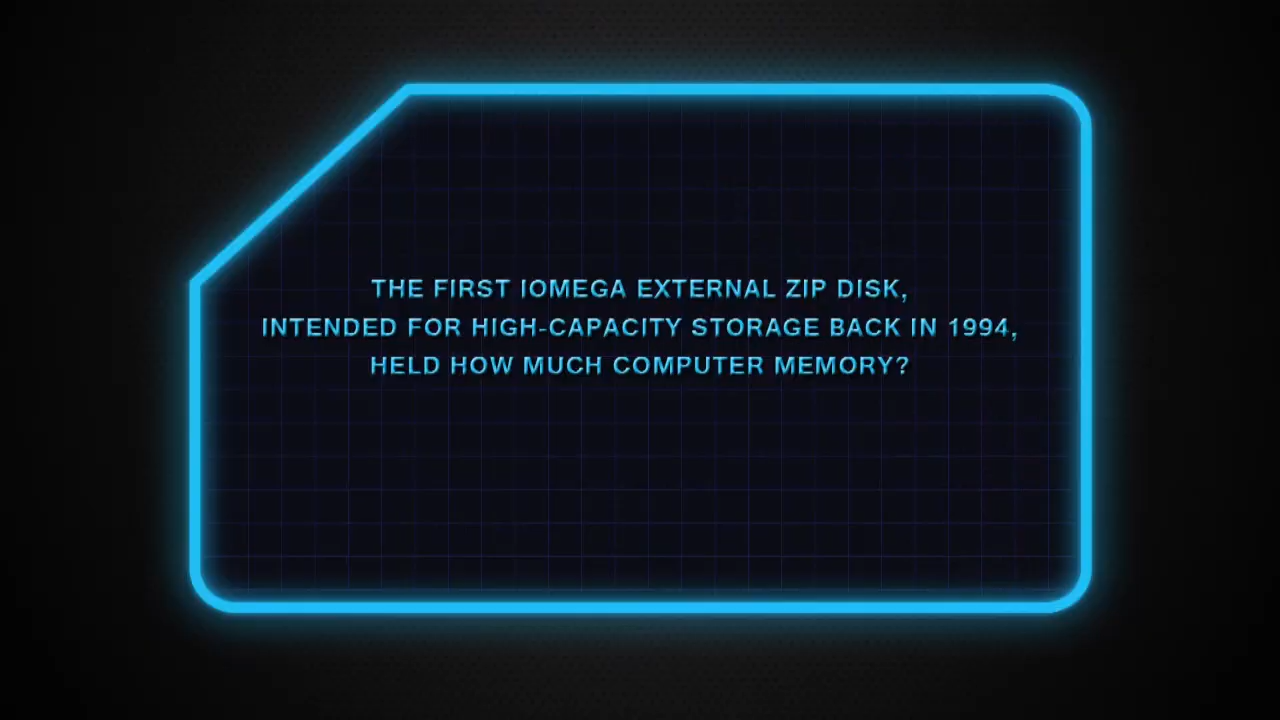 THE FIRST IOMEGA EXTERNAL ZIP DISK,
INTENDED FOR HIGH-CAPACITY STORAGE BACK IN 1994,
HELD HOW MUCH COMPUTER MEMORY?